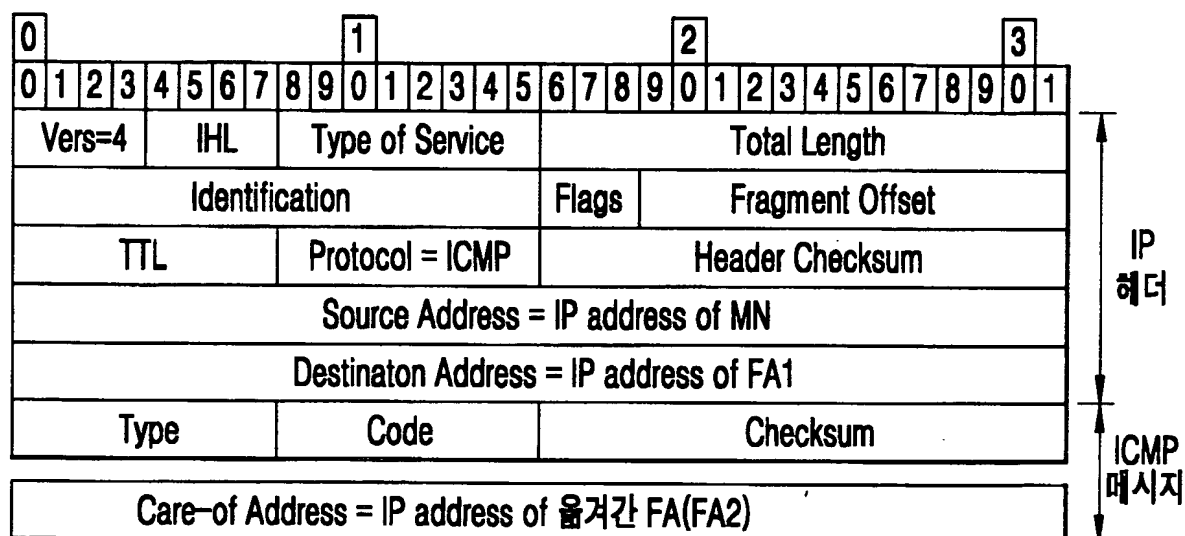 0 1 2 3
0 1 2 3 4 5 6 7 8 9 0 1 2 3 4 5 6 7 8 9 0 1 2 3 4 5 6 7 8 9 0 1
Vers=4 IHL Type of Service Total Length
Identification Flags Fragment Offset
TTL Protocol = ICMP Header Checksum
Source Address = IP address of MN
Destinaton Address = IP address of FA1
IP
헤더
Type Code Checksum
Care-of Address = IP address of 옮겨간 FA(FA2)
ICMP
메시지